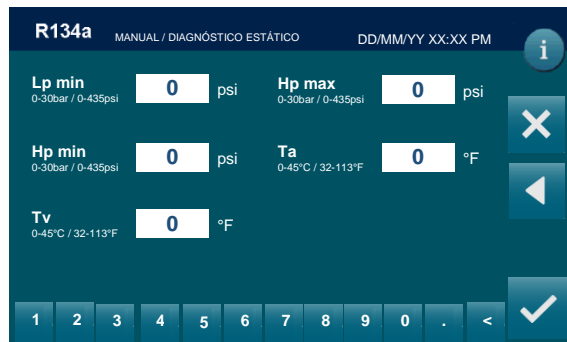 R134a MANUAL / DIAGNÓSTICO ESTÁTICO DD/MM/YY XX:XX PM
i
Lp min 0 psi Hp max 0 psi
0-30bar / 0-435psi 0-30bar / 0-435psi
Hp min 0 psi Ta 0 °F
0-30bar / 0-435psi 0-45°C / 32-113°F
Tv 0 °F
0-45°C / 32-113°F
1 2 3 4 5 6 7 8 9 0 . <